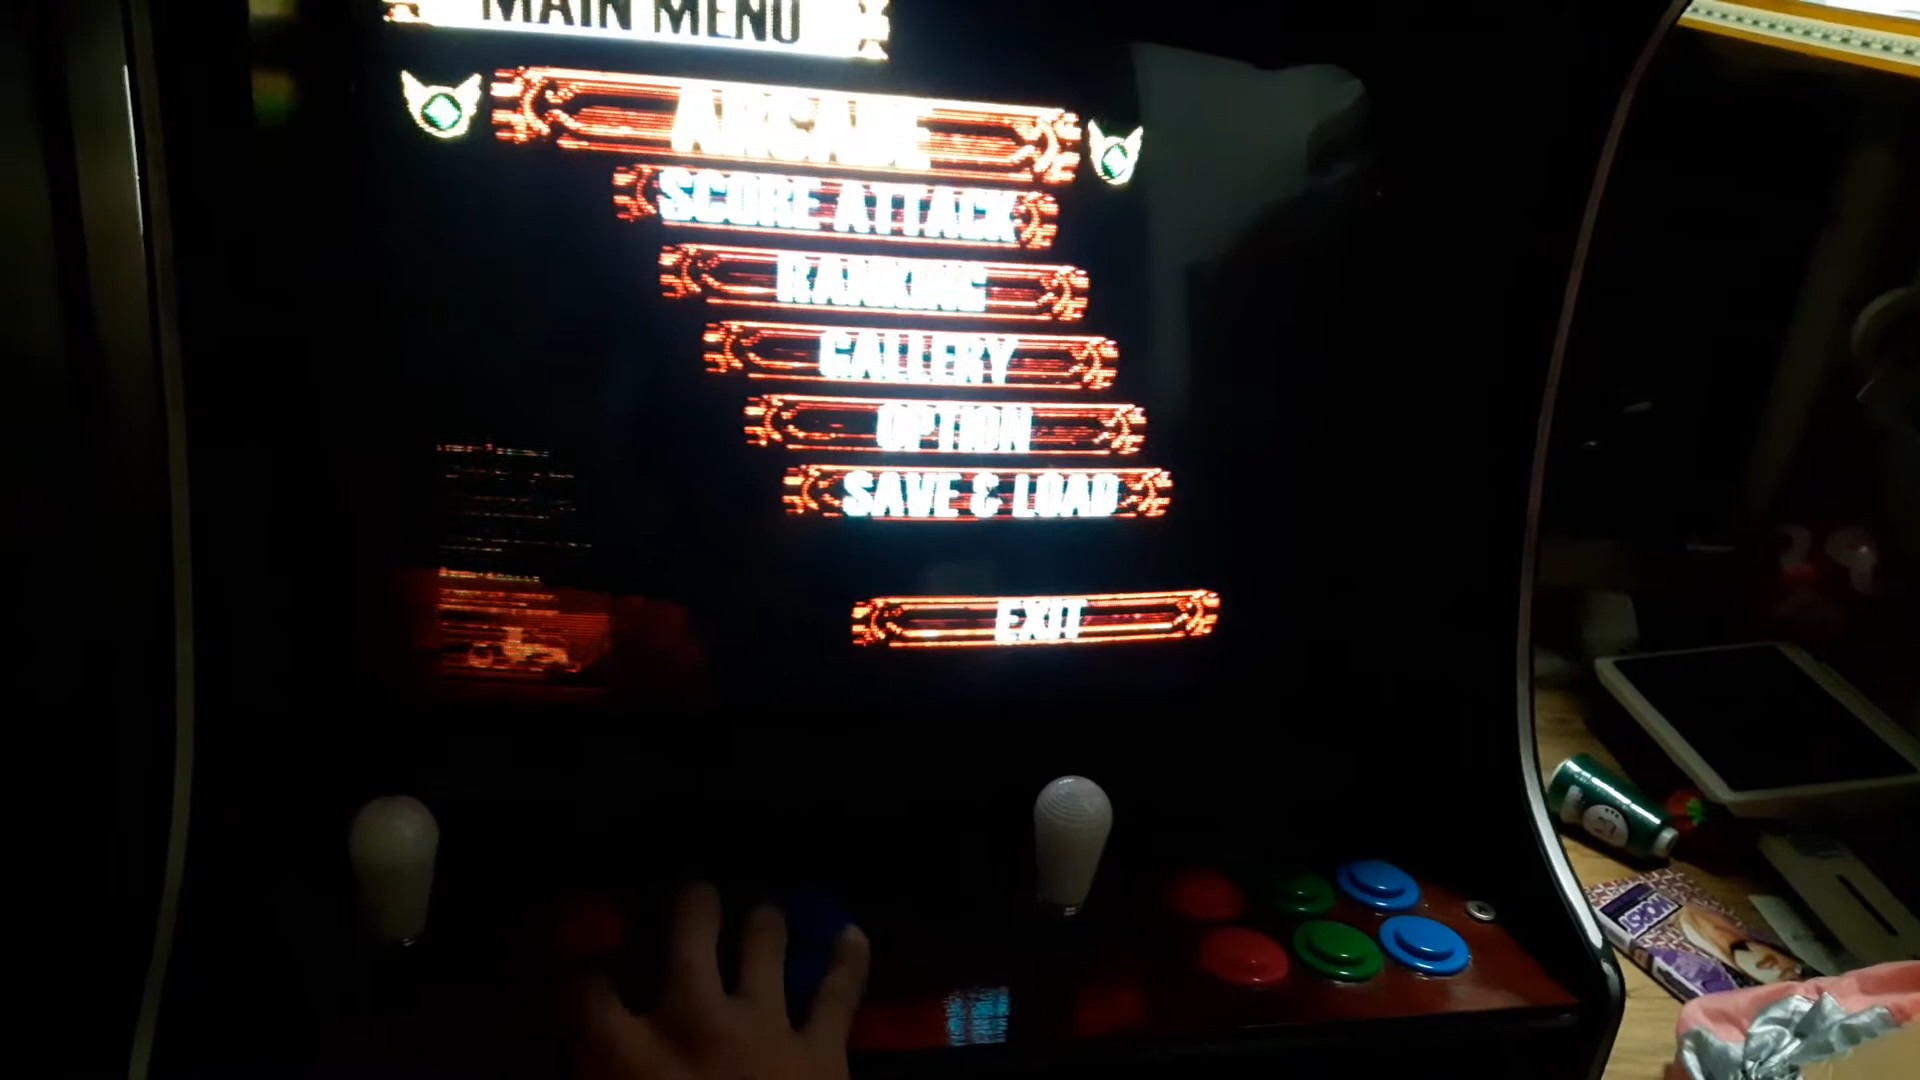 MAIN MENU
ARCADE
SCORE ATTACK
RANKING
GALLERY
OPTION
SAVE & LOAD
EXIT